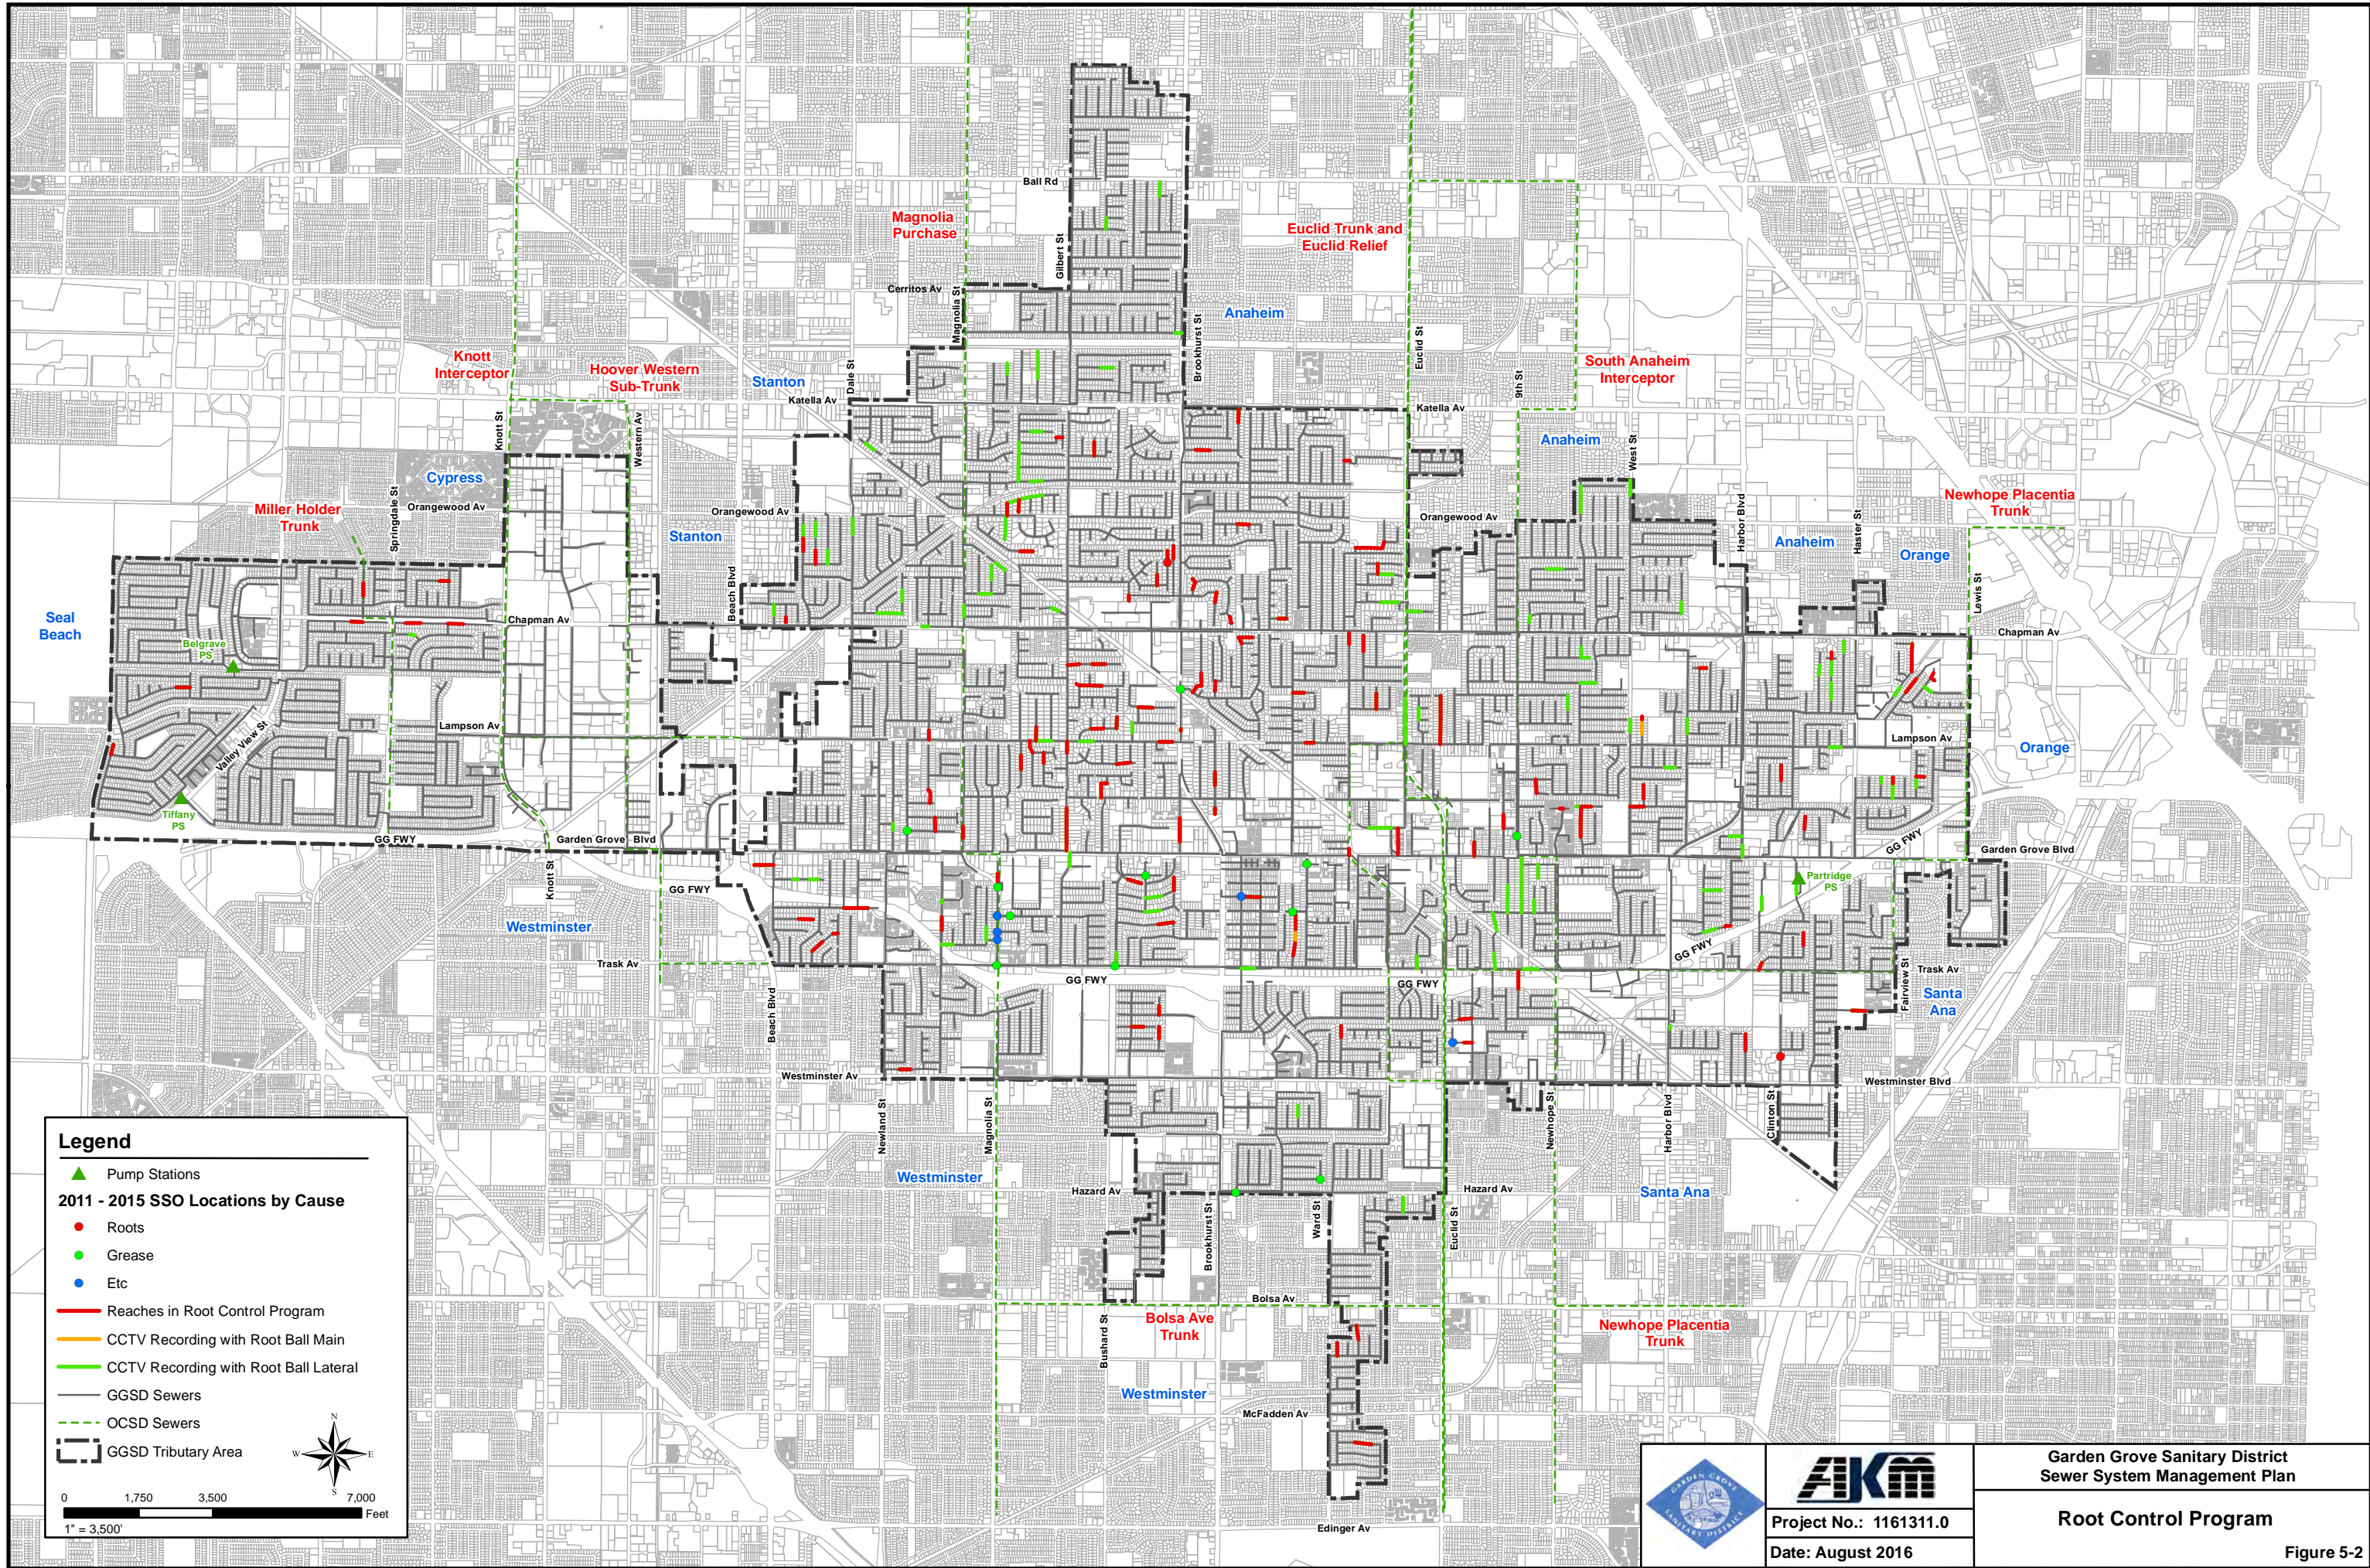 Ball Rd
Magnolia
Purchase
Gilbert St
Euclid Trunk and
Euclid Relief
Cerritos Av
Magnolia St
Anaheim
Brookhurst St
Euclid St
Knott
Interceptor
Hoover Western
Sub-Trunk
Stanton
Dale St
Katella Av
9th St
South Anaheim
Interceptor
Katella Av
Knott St
Western Av
Anaheim
West St
Cypress
Springdale St
Miller Holder
Trunk
Orangewood Av
Orangewood Av
Stanton
Beach Blvd
Orangewood Av
Harbor Blvd
Newhope Placentia
Trunk
Anaheim
Haster St
Orange
Lewis St
Seal
Beach
Belgrave
PS
Chapman Av
Chapman Av
Lampson Av
Valley View St
Lampson Av
Orange
Tiffany
PS
GG FWY
Garden Grove Blvd
GG FWY
Garden Grove Blvd
Knott St
GG FWY
Partridge
PS
Westminster
Trask Av
GG FWY
GG FWY
GG FWY
Fairview St
Trask Av
Santa
Ana
Beach Blvd
Westminster Av
Westminster Blvd
Newland St
Magnolia St
Newhope St
Harbor Blvd
Clinton St
Westminster
Hazard Av
Brookhurst St
Ward St
Euclid St
Hazard Av
Santa Ana
Bolsa Av
Bushard St
Bolsa Ave
Trunk
Newhope Placentia
Trunk
Westminster
McFadden Av
Edinger Av
Legend
Pump Stations
2011 - 2015 SSO Locations by Cause
Roots
Grease
Etc
Reaches in Root Control Program
CCTV Recording with Root Ball Main
CCTV Recording with Root Ball Lateral
GGSD Sewers
OCSD Sewers
GGSD Tributary Area
N
W
E
S
0 1,750 3,500 7,000
Feet
1" = 3,500'
GARDEN GROVE
SANITARY DISTRICT
AKM
Project No.: 1161311.0
Date: August 2016
Garden Grove Sanitary District
Sewer System Management Plan
Root Control Program
Figure 5-2